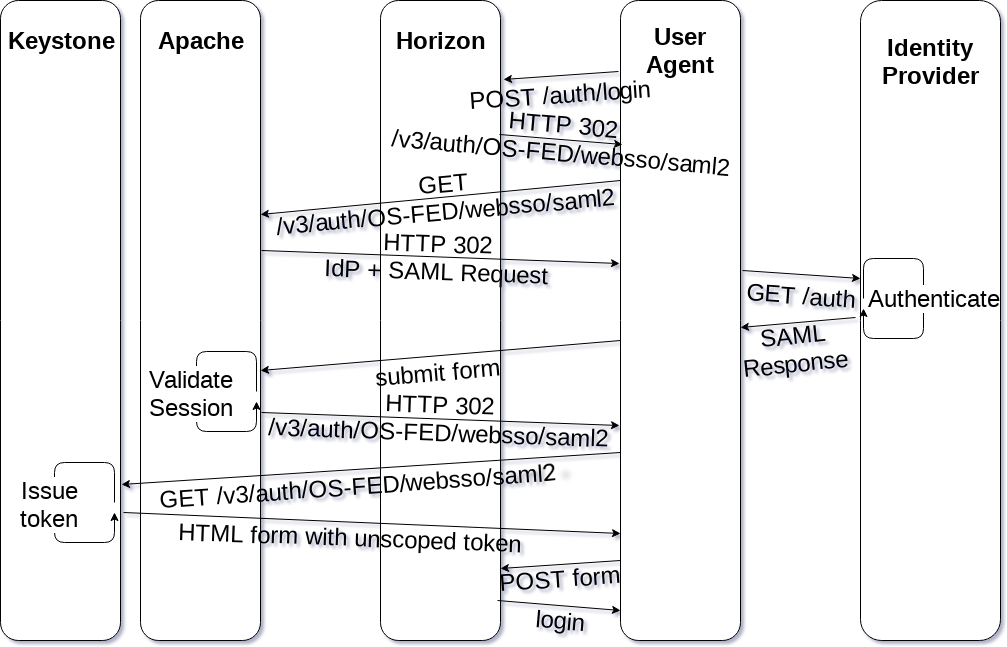 Keystone
Apache
Horizon
User
Agent
Identity
Provider
POST /auth/login
HTTP 302
/v3/auth/OS-FED/websso/saml2
GET
/v3/auth/OS-FED/websso/saml2
HTTP 302
IdP + SAML Request
GET /auth
Authenticate
SAML
Response
submit form
Validate
Session
HTTP 302
/v3/auth/OS-FED/websso/saml2
GET /v3/auth/OS-FED/websso/saml2
Issue
token
HTML form with unscoped token
POST form
login